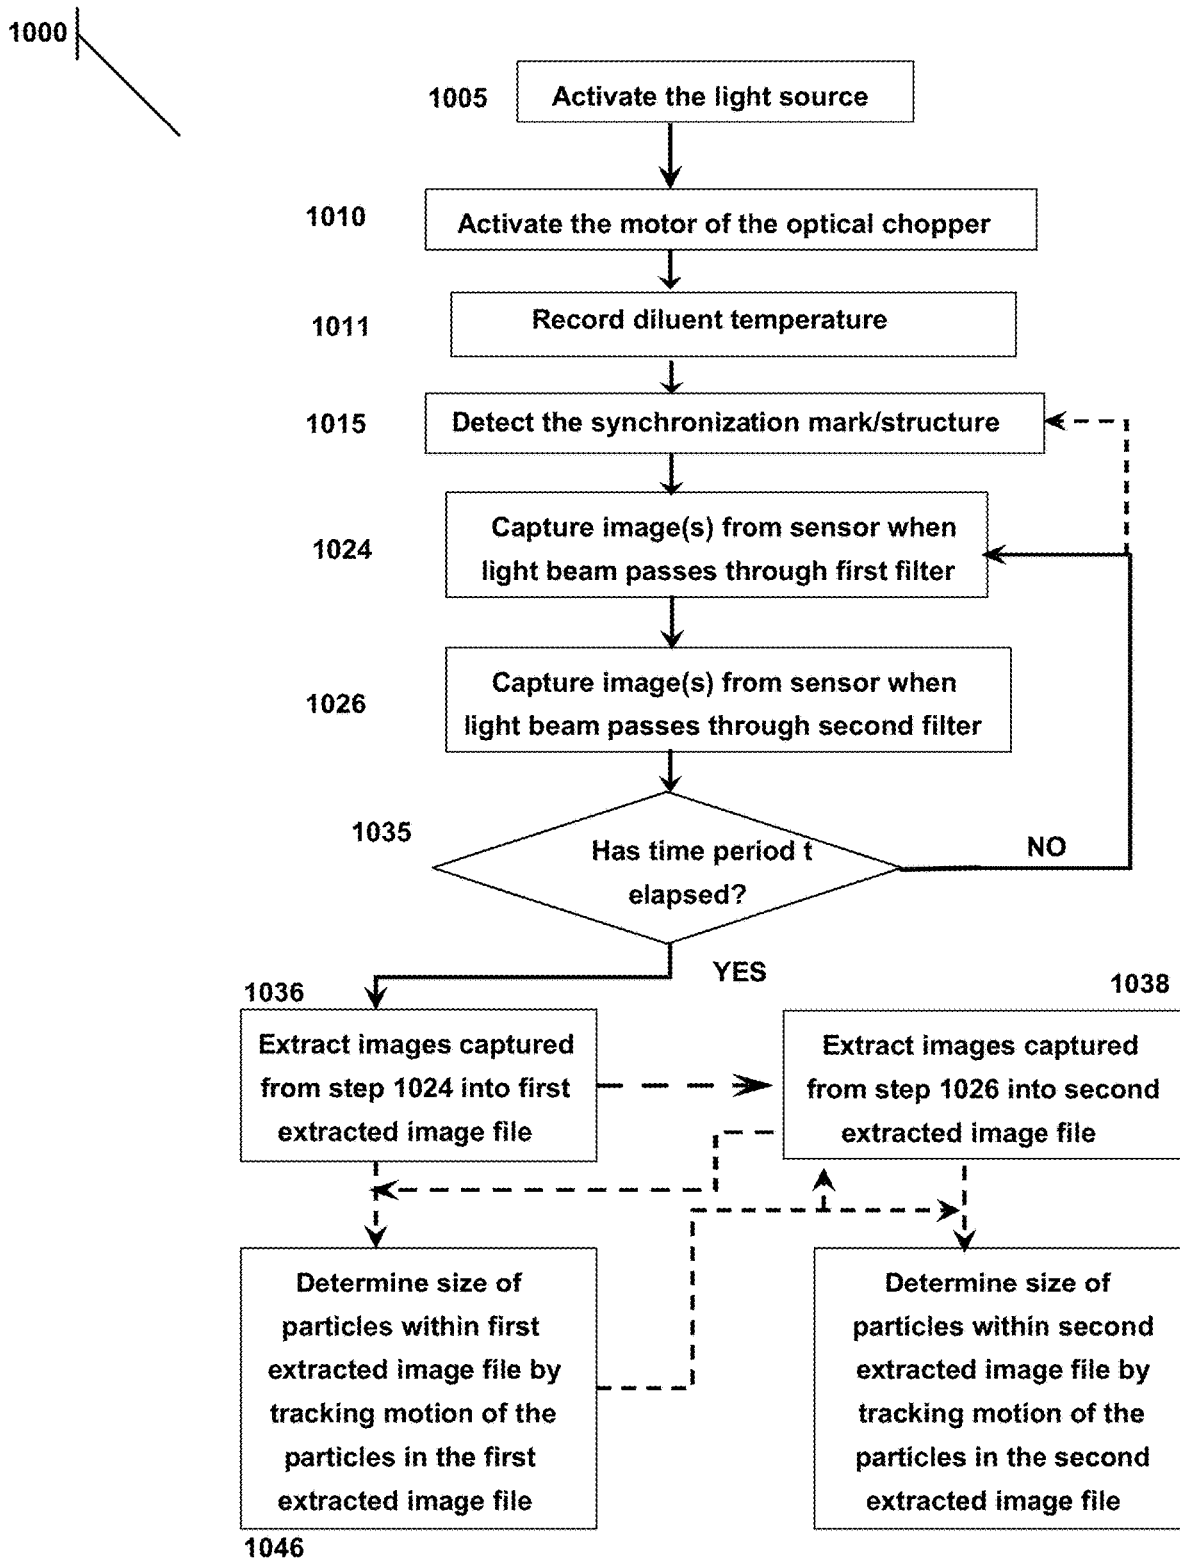 1000
1005
Activate the light source
1010
Activate the motor of the optical chopper
1011
Record diluent temperature
1015
Detect the synchronization mark/structure
1024
Capture image(s) from sensor when
light beam passes through first filter
1026
Capture image(s) from sensor when
light beam passes through second filter
1035
Has time period t
elapsed?
NO
YES
1036
Extract images captured
from step 1024 into first
extracted image file
1038
Extract images captured
from step 1026 into second
extracted image file
Determine size of
particles within first
extracted image file by
tracking motion of the
particles in the first
extracted image file
1046
Determine size of
particles within second
extracted image file by
tracking motion of the
particles in the second
extracted image file